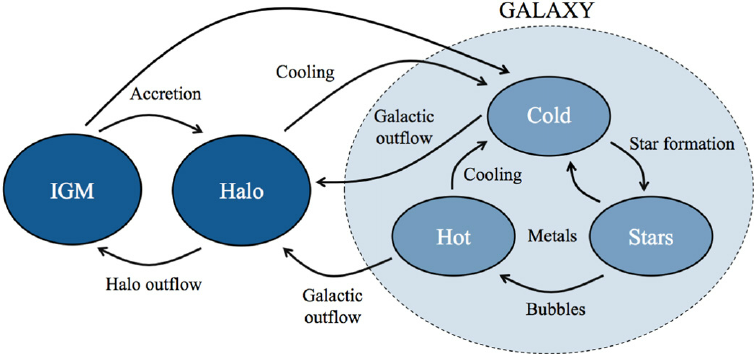 GALAXY
Cooling
Accretion
Galactic
outflow
Cold
Star formation
IGM
Halo
Cooling
Hot
Metals
Stars
Halo outflow
Galactic
outflow
Bubbles